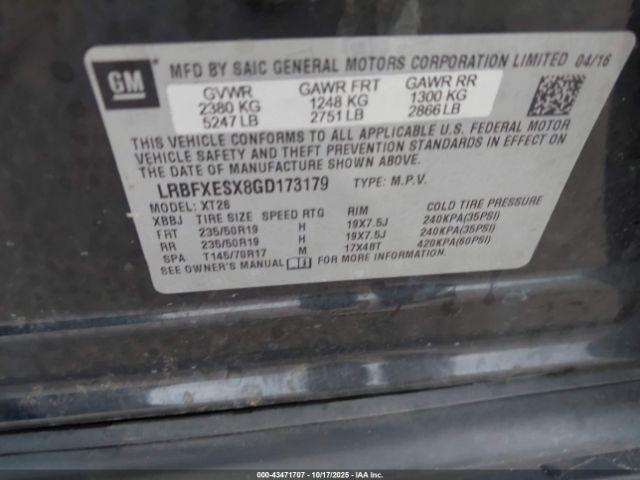 GM
MFD BY SAIC GENERAL MOTORS CORPORATION LIMITED 04/16
GVWR GAWR FRT GAWR RR
2380 KG 1248 KG 1300 KG
5247 LB 2751 LB 2866 LB
THIS VEHICLE CONFORMS TO ALL APPLICABLE U.S. FEDERAL MOTOR
VEHICLE SAFETY AND THEFT PREVENTION STANDARDS IN EFFECT ON
THE DATE OF MANUFACTURE SHOWN ABOVE.
LRBFXESX8GD173179 TYPE: M.P.V.
MODEL: XT26
XBBJ TIRE SIZE SPEED RTG RIM COLD TIRE PRESSURE
FRT 235/50R19 H 19X7.5J 240KPA(35PSI)
RR 235/50R19 H 19X7.5J 240KPA(35PSI)
SPA T145/70R17 M 17X4BT 420KPA(60PSI)
SEE OWNER'S MANUAL FOR MORE INFORMATION
© 00-43471707 - 10/17/2025 - IAAI.COM